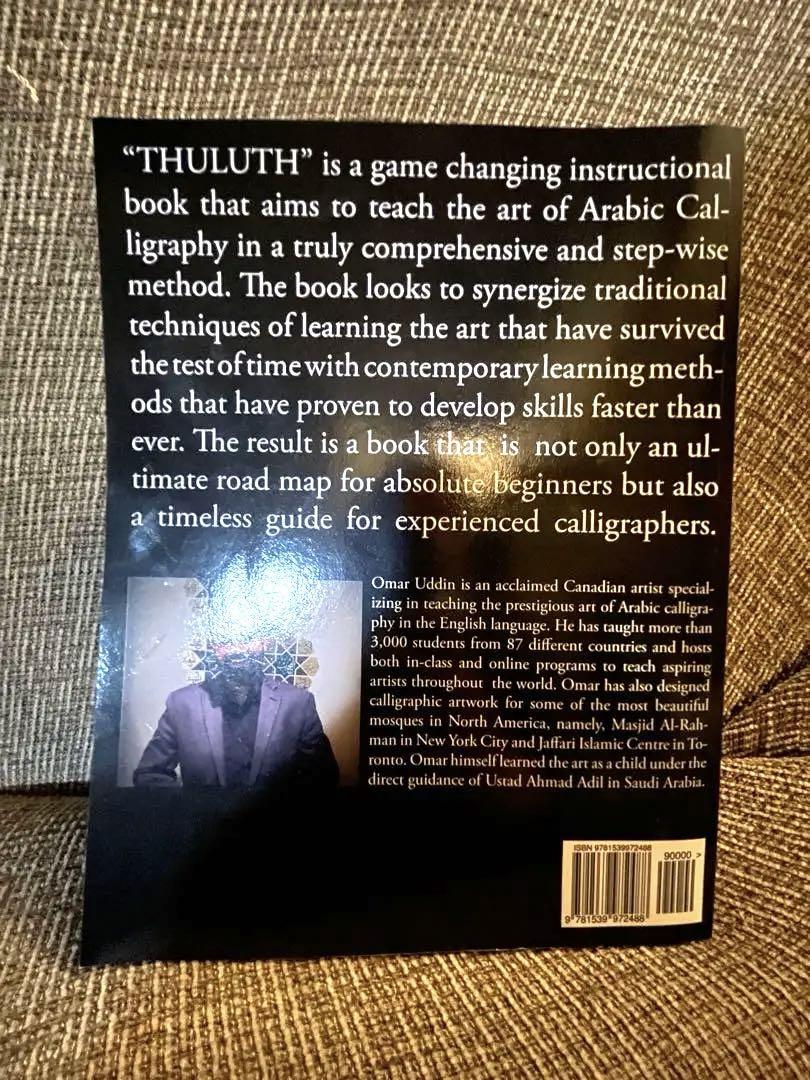 “THULUTH” is a game changing instructional
book that aims to teach the art of Arabic Cal-
ligraphy in a truly comprehensive and step-wise
method. The book looks to synergize traditional
techniques of learning the art that have survived
the test of time with contemporary learning meth-
ods that have proven to develop skills faster than
ever. The result is a book that is not only an ul-
timate road map for absolute beginners but also
a timeless guide for experienced calligraphers.
Omar Uddin is an acclaimed Canadian artist special-
izing in teaching the prestigious art of Arabic calligra-
phy in the English language. He has taught more than
3,000 students from 87 different countries and hosts
both in-class and online programs to teach aspiring
artists throughout the world. Omar has also designed
calligraphic artwork for some of the most beautiful
mosques in North America, namely, Masjid Al-Rah-
man in New York City and Jaffari Islamic Centre in To-
ronto. Omar himself learned the art as a child under the
direct guidance of Ustad Ahmad Adil in Saudi Arabia.
ISBN 9781539972488
90000 >
9 781539 972488